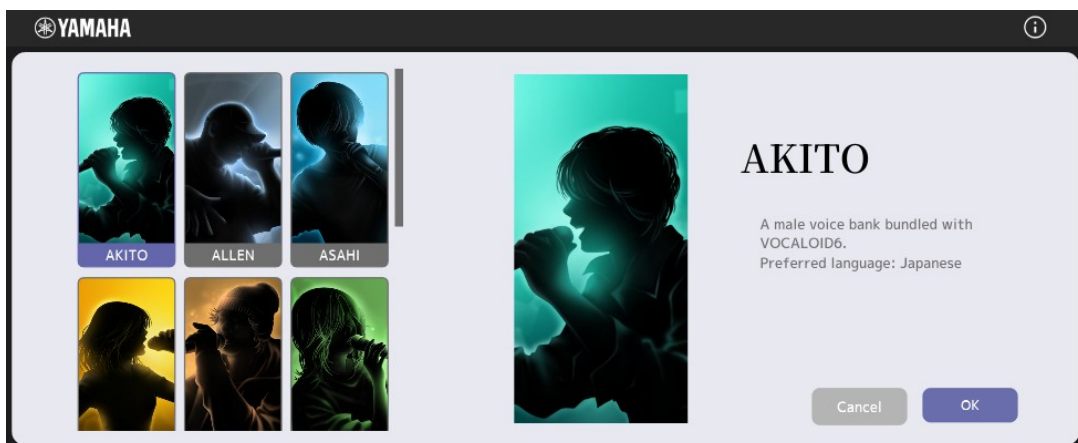 YAMAHA
AKITO
ALLEN
ASAHI
AKITO
A male voice bank bundled with
VOCALOID6.
Preferred language: Japanese
Cancel
OK